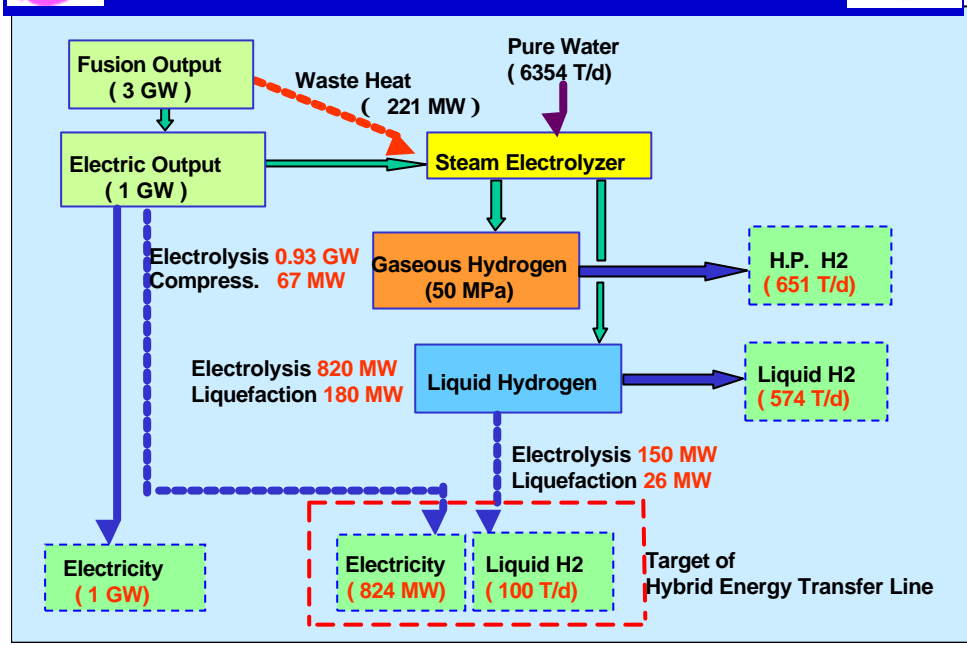 Fusion Output
( 3 GW )
Waste Heat
( 221 MW )
Pure Water
( 6354 T/d)
Electric Output
( 1 GW )
Steam Electrolyzer
Electrolysis 0.93 GW
Compress. 67 MW
Gaseous Hydrogen
(50 MPa)
H.P. H2
( 651 T/d)
Electrolysis 820 MW
Liquefaction 180 MW
Liquid Hydrogen
Liquid H2
( 574 T/d)
Electrolysis 150 MW
Liquefaction 26 MW
Electricity
( 1 GW)
Electricity
( 824 MW)
Liquid H2
( 100 T/d)
Target of
Hybrid Energy Transfer Line